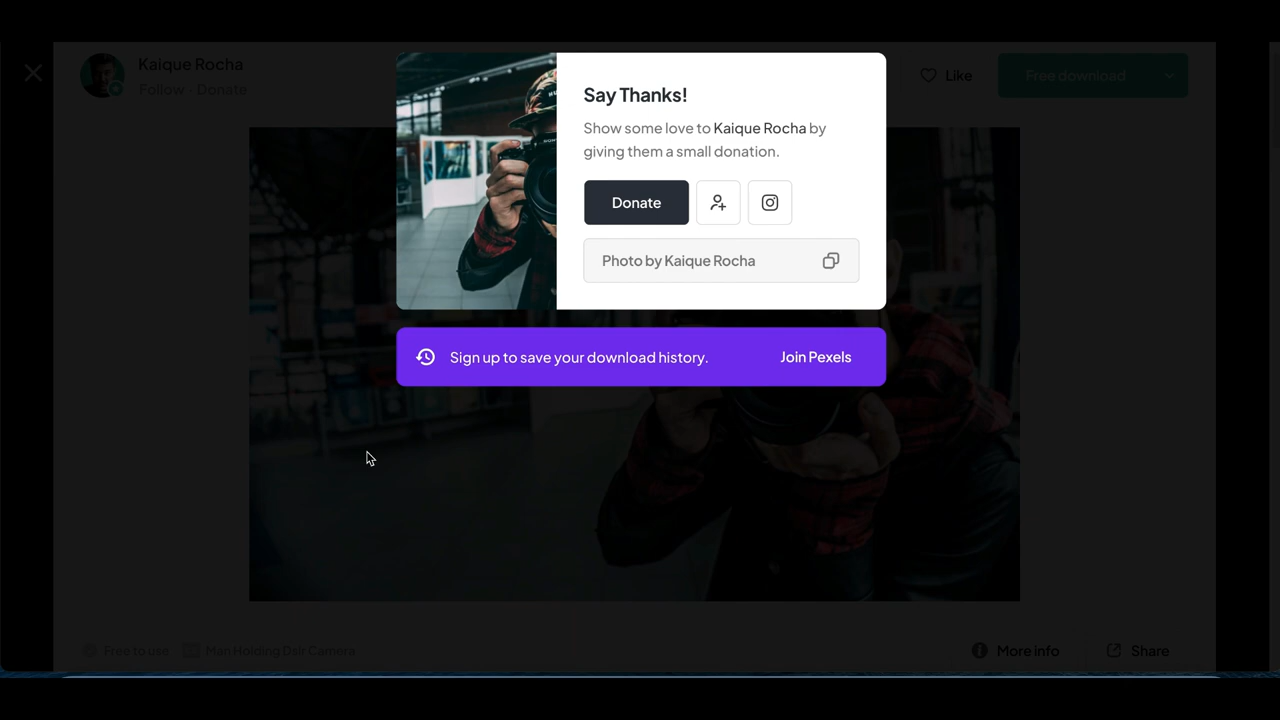 Kaique Rocha
Follow - Donate
Like
Free download
Say Thanks!
Show some love to Kaique Rocha by
giving them a small donation.
Donate
Photo by Kaique Rocha
Sign up to save your download history.
Join Pexels
Free to use
Man Holding Dslr Camera
More info
Share